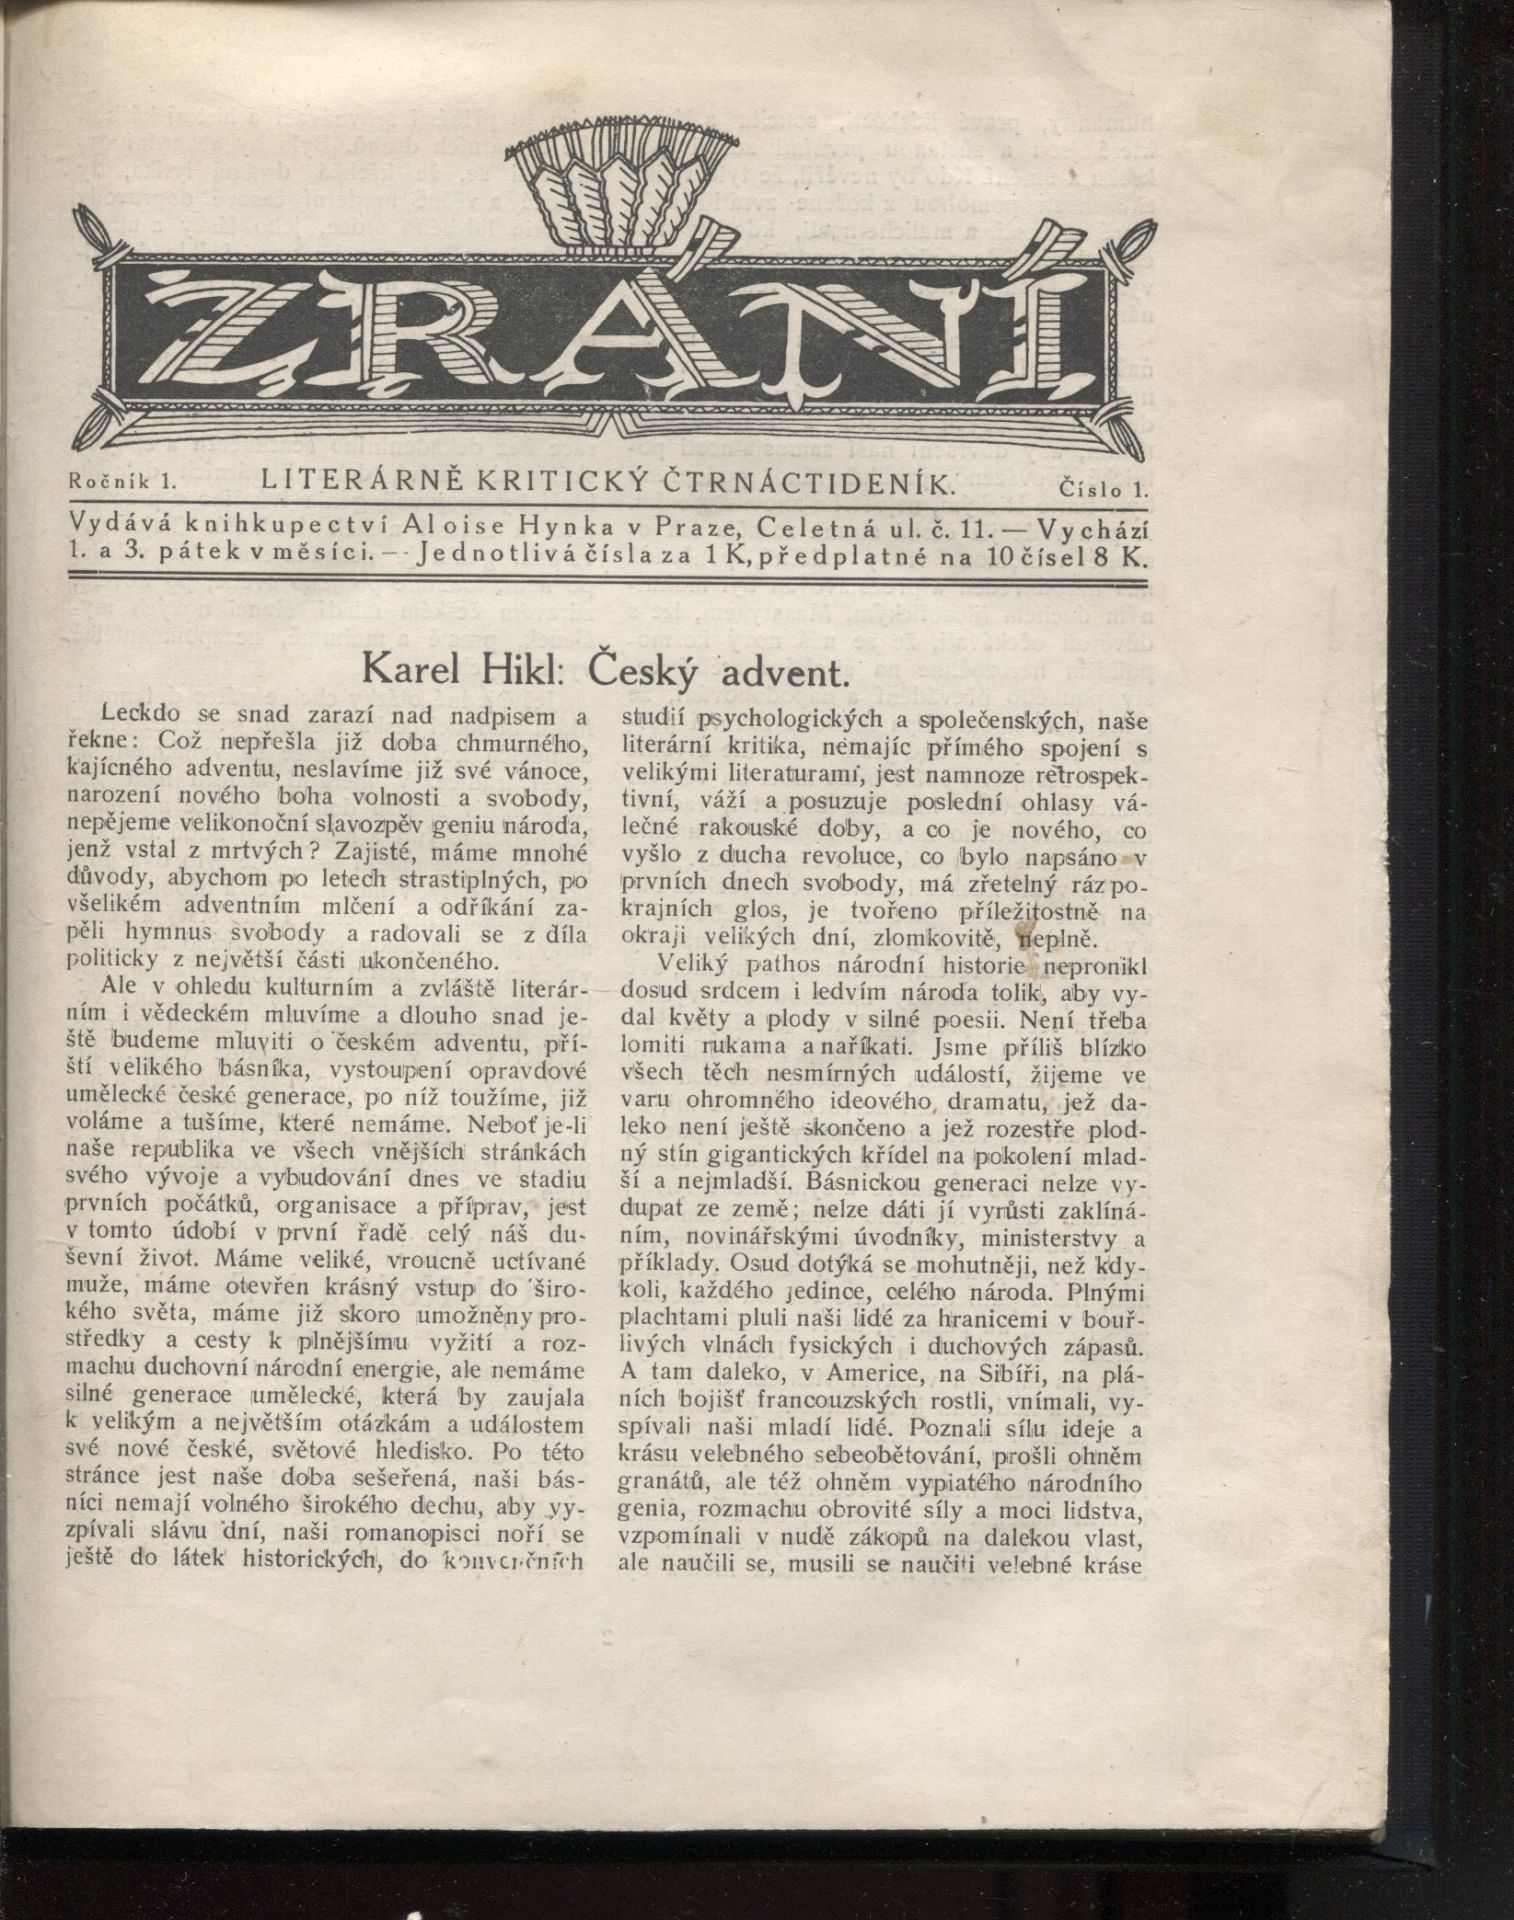 ZRÁNÍ
Ročník 1. LITERÁRNĚ KRITICKÝ ČTRNÁCTIDENÍK. Číslo 1.
Vydává knihkupectví Aloise Hynka v Praze, Celetná ul. č. 11. — Vychází
1. a 3. pátek v měsíci. — Jednotlivá čísla za 1 K, předplatné na 10 čísel 8 K.
Karel Hikl: Český advent.
Leckdo se snad zarazí nad nadpisem a
řekne: Což nepřešla již doba chmurného,
kajícného adventu, neslavíme již své vánoce,
narození nového boha volnosti a svobody,
nepějeme velikonoční slavozpěv geniu národa,
jenž vstal z mrtvých? Zajisté, máme mnohé
důvody, abychom po letech strastiplných, po
všelikém adventním mlčení a odříkání za-
pěli hymnus svobody a radovali se z díla
politicky z největší části ukončeného.
Ale v ohledu kulturním a zvláště literár-
ním i vědeckém mluvíme a dlouho snad je-
ště budeme mluviti o českém adventu, pří-
ští velikého básníka, vystoupení opravdové
umělecké české generace, po níž toužíme, již
voláme a tušíme, které nemáme. Neboť je-li
naše republika ve všech vnějších stránkách
svého vývoje a vybudování dnes ve stadiu
prvních počátků, organisace a příprav, jest
v tomto údobí v první řadě celý náš du-
ševní život. Máme veliké, vroucně uctívané
muže, máme otevřen krásný vstup do širo-
kého světa, máme již skoro umožněny pro-
středky a cesty k plnějšímu vyžití a roz-
machu duchovní národní energie, ale nemáme
silné generace umělecké, která by zaujala
k velikým a největším otázkám a událostem
své nové české, světové hledisko. Po této
stránce jest naše doba sešeřená, naši bás-
níci nemají volného širokého dechu, aby vy-
zpívali slávu dní, naši romanopisci noří se
ještě do látek historických, do konvenčních
studií psychologických a společenských, naše
literární kritika, nemajíc přímého spojení s
velikými literaturami, jest namnoze retrospek-
tivní, váží a posuzuje poslední ohlasy vá-
lečné rakouské doby, a co je nového, co
vyšlo z ducha revoluce, co bylo napsáno v
prvních dnech svobody, má zřetelný ráz po-
krajních glos, je tvořeno příležitostně na
okraji velikých dní, zlomkovitě, neplně.
Veliký pathos národní historie nepronikl
dosud srdcem i ledvím národa tolik, aby vy-
dal květy a plody v silné poesii. Není třeba
lomiti rukama a naříkati. Jsme příliš blízko
všech těch nesmírných událostí, žijeme ve
varu ohromného ideového dramatu, jež da-
leko není ještě skončeno a jež rozestře plod-
ný stín gigantických křídel na pokolení mlad-
ší a nejmladší. Básnickou generaci nelze vy-
dupat ze země; nelze dáti jí vyrůsti zaklíná-
ním, novinářskými úvodníky, ministerstvy a
příklady. Osud dotýká se mohutněji, než kdy-
koli, každého jedince, celého národa. Plnými
plachtami pluli naši lidé za hranicemi v bouř-
livých vlnách fysických i duchových zápasů.
A tam daleko, v Americe, na Sibíři, na plá-
ních bojišť francouzských rostli, vnímali, vy-
spívali naši mladí lidé. Poznali sílu ideje a
krásu velebného sebeobětování, prošli ohněm
granátů, ale též ohněm vypiatého národního
genia, rozmachu obrovité síly a moci lidstva,
vzpomínali v nudě zákopů na dalekou vlast,
ale naučili se, musili se naučiti velebné kráse